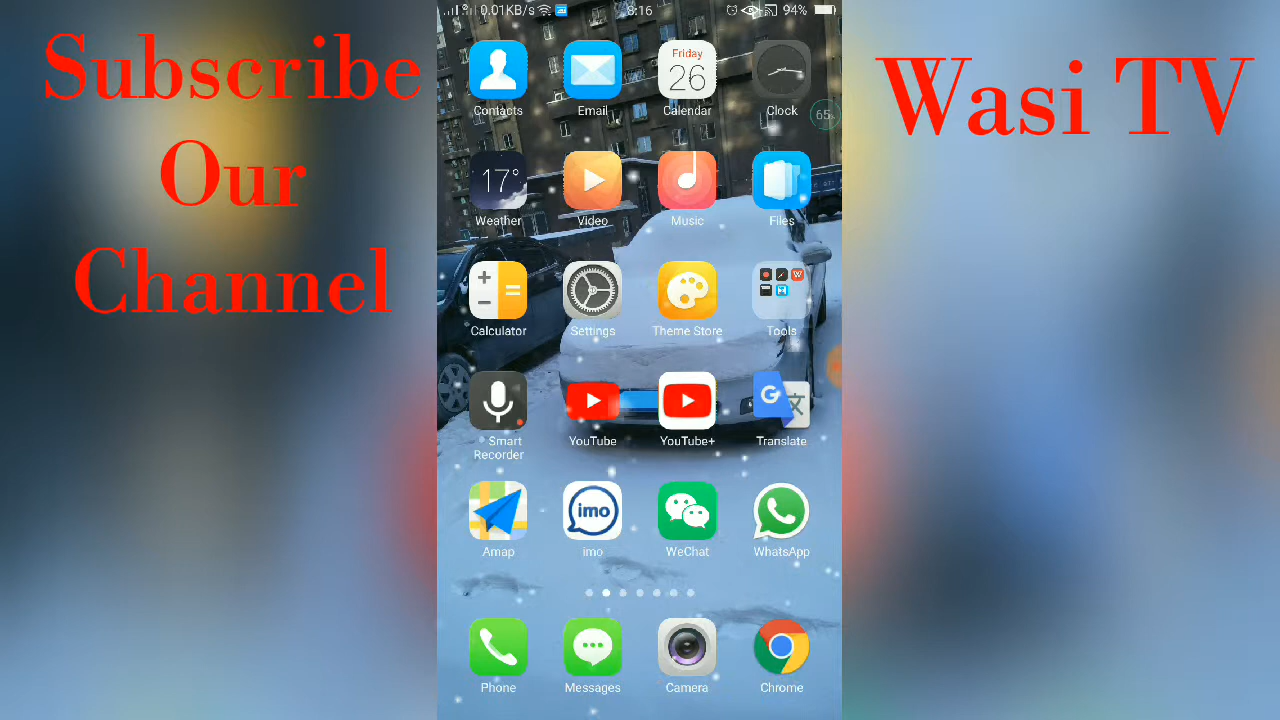 Subscribe
Our
Channel
Wasi TV
0.01KB/s
8:16
94%
Friday
26
Contacts
Email
Calendar
Clock
65%
17°
Weather
Video
Music
Files
Calculator
Settings
Theme Store
Tools
Smart
Recorder
YouTube
YouTube+
Translate
G
文
imo
Amap
imo
WeChat
WhatsApp
Phone
Messages
Camera
Chrome